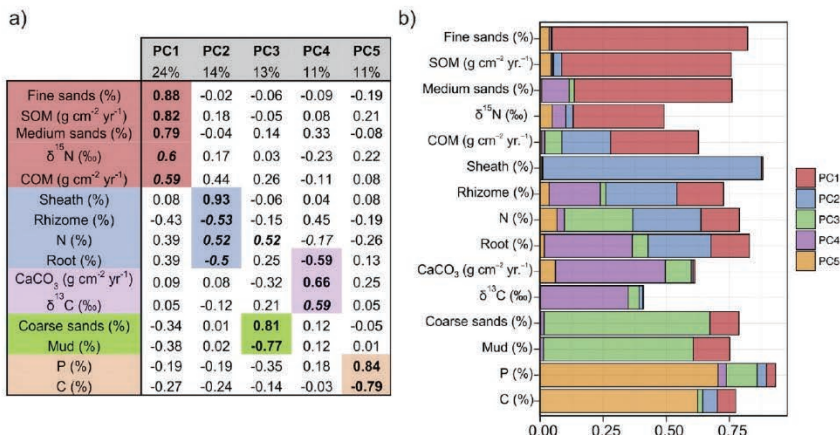 a)
PC1 PC2 PC3 PC4 PC5
24% 14% 13% 11% 11%
Fine sands (%) 0.88 -0.02 -0.06 -0.09 -0.19
SOM (g cm⁻² yr⁻¹) 0.82 0.18 -0.05 0.08 0.21
Medium sands (%) 0.79 -0.04 0.14 0.33 -0.08
δ¹⁵N (‰) 0.6 0.17 0.03 -0.23 0.22
COM (g cm⁻² yr⁻¹) 0.59 0.44 0.26 -0.11 0.08
Sheath (%) 0.08 0.93 -0.06 0.04 0.08
Rhizome (%) -0.43 -0.53 -0.15 0.45 -0.19
N (%) 0.39 0.52 0.52 -0.17 -0.26
Root (%) 0.39 -0.5 0.25 -0.59 0.13
CaCO₃ (g cm⁻² yr⁻¹) 0.09 0.08 -0.32 0.66 0.25
δ¹³C (‰) 0.05 -0.12 0.21 0.59 0.05
Coarse sands (%) -0.34 0.01 0.81 0.12 -0.05
Mud (%) -0.38 0.02 -0.77 0.12 0.01
P (%) -0.19 -0.19 -0.35 0.18 0.84
C (%) -0.27 -0.24 -0.14 -0.03 -0.79
b)
Fine sands (%)
SOM (g cm⁻² yr.⁻¹)
Medium sands (%)
δ¹⁵N (‰)
COM (g cm⁻² yr.⁻¹)
Sheath (%)
Rhizome (%)
N (%)
Root (%)
CaCO₃ (g cm⁻² yr.⁻¹)
δ¹³C (‰)
Coarse sands (%)
Mud (%)
P (%)
C (%)
0.00 0.25 0.50 0.75
PC1
PC2
PC3
PC4
PC5